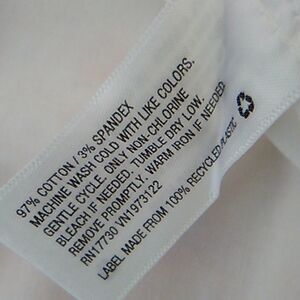 97% COTTON / 3% SPANDEX
MACHINE WASH COLD WITH LIKE COLORS.
GENTLE CYCLE. ONLY NON-CHLORINE
BLEACH IF NEEDED. TUMBLE DRY LOW.
REMOVE PROMPTLY. WARM IRON IF NEEDED.
RN17730 VN1573122
LABEL MADE FROM 100% RECYCLED PLASTIC